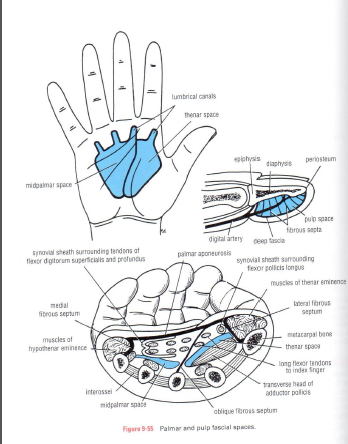 lumbrical canals
thenar space
midpalmar space
epiphysis
diaphysis
periosteum
pulp space
fibrous septa
digital artery
deep fascia
synovial sheath surrounding tendons of
flexor digitorum superficialis and profundus
palmar aponeurosis
synoviall sheath surrounding
flexor pollicis longus
muscles of thenar eminence
medial
fibrous septum
lateral fibrous
septum
muscles of
hypothenar eminence
metacarpal bone
thenar space
long flexor tendons
to index finger
interossei
transverse head of
adductor pollicis
midpalmar space
oblique fibrous septum
Figure 9-55 Palmar and pulp fascial spaces.